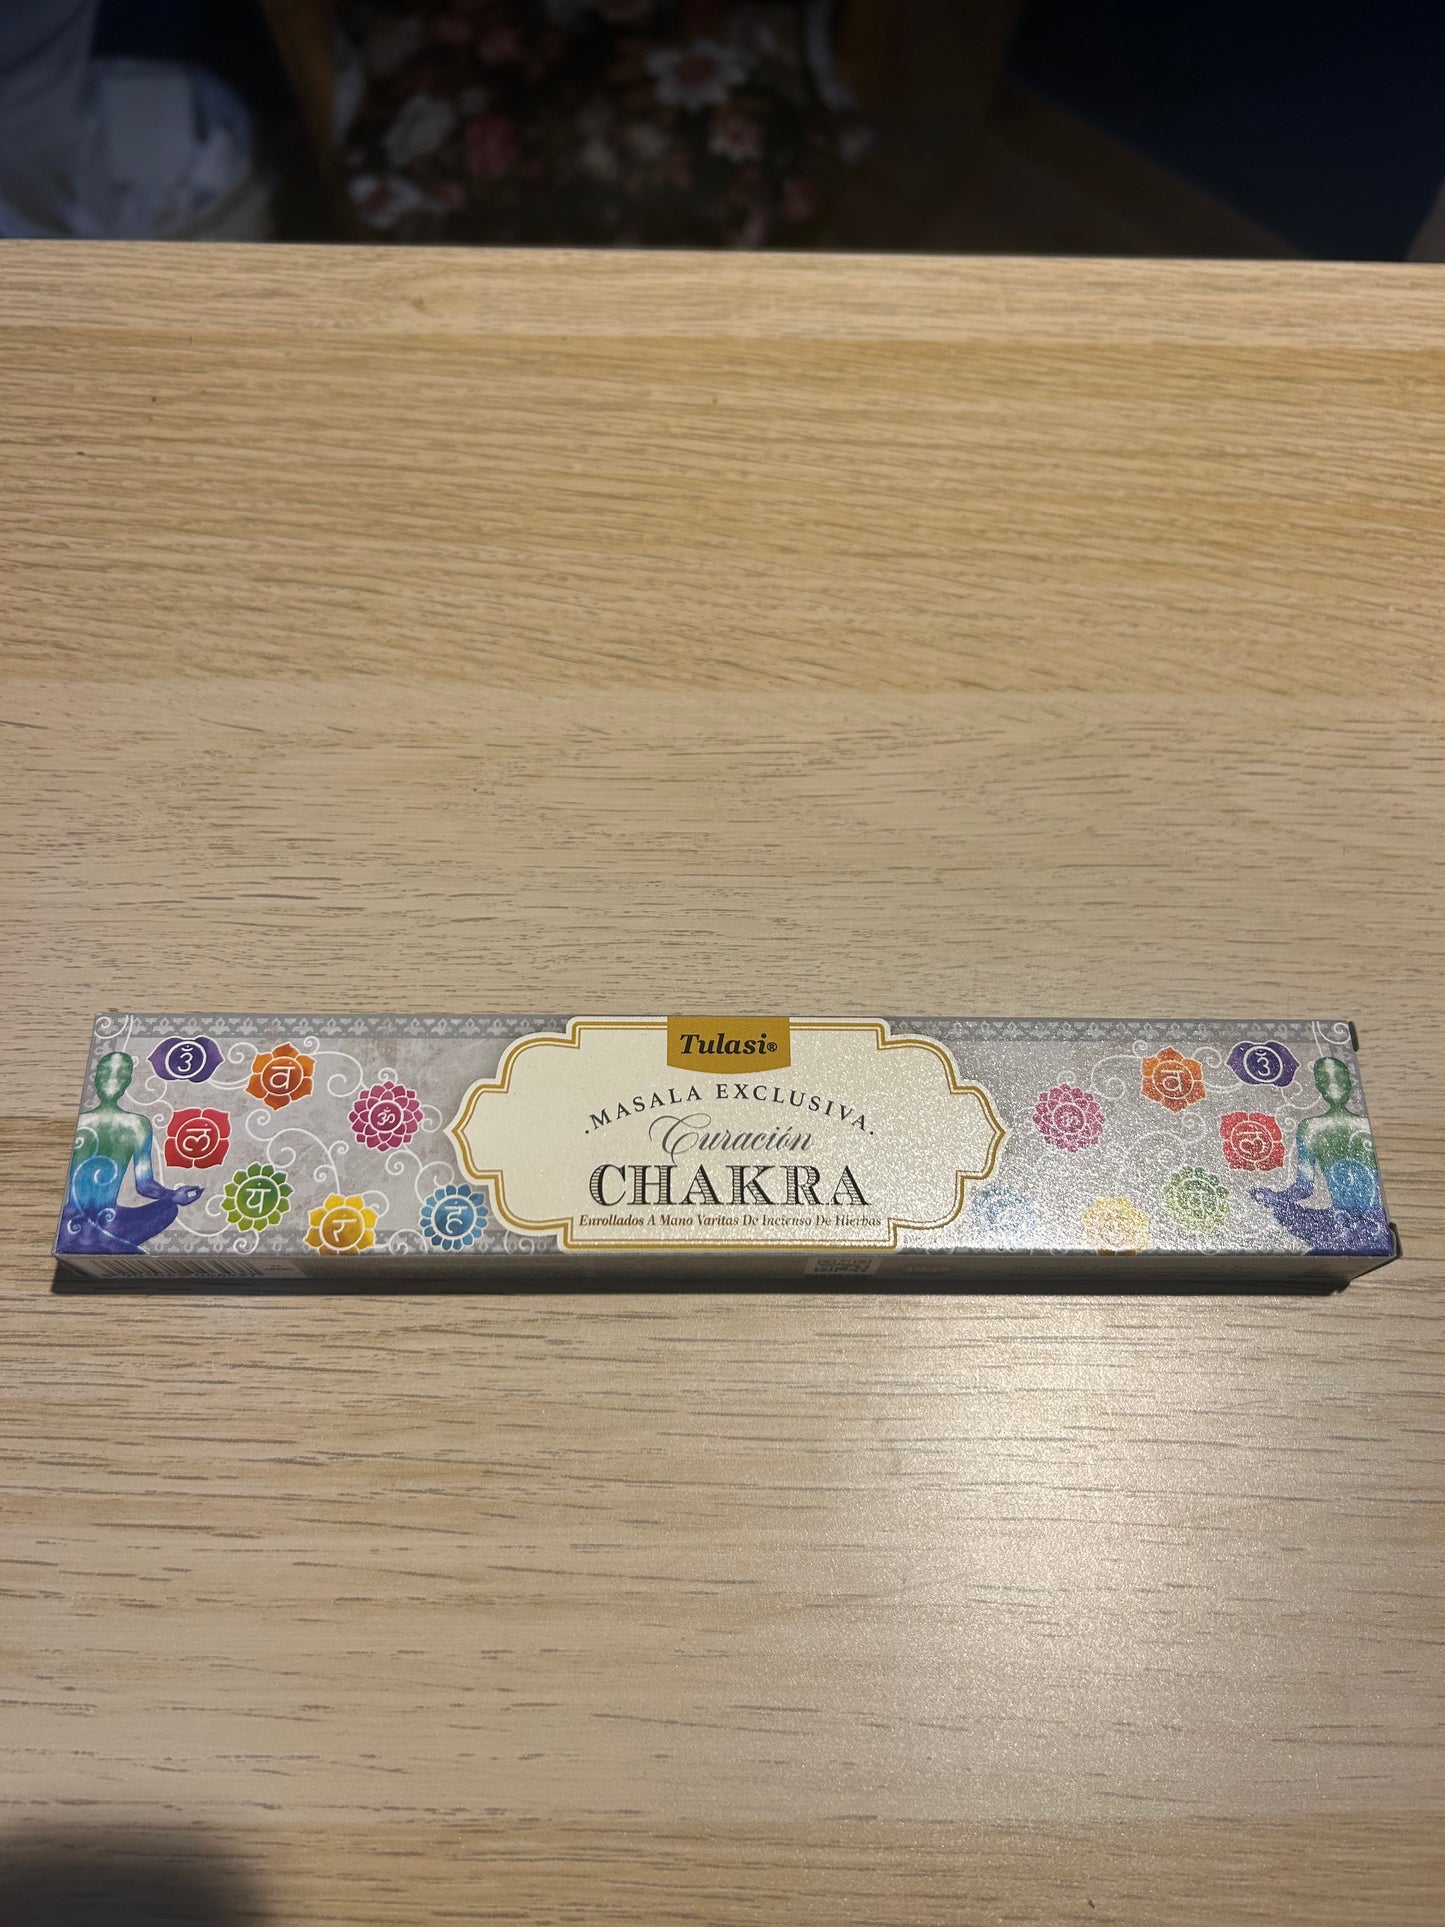 Tulasi®
·MASALA EXCLUSIVA·
Curación
CHAKRA
Enrollados A Mano Varitas De Incienso De Hierbas
ॐ
व
ॐ
लं
यं
रं
हं
व
ॐ
लं